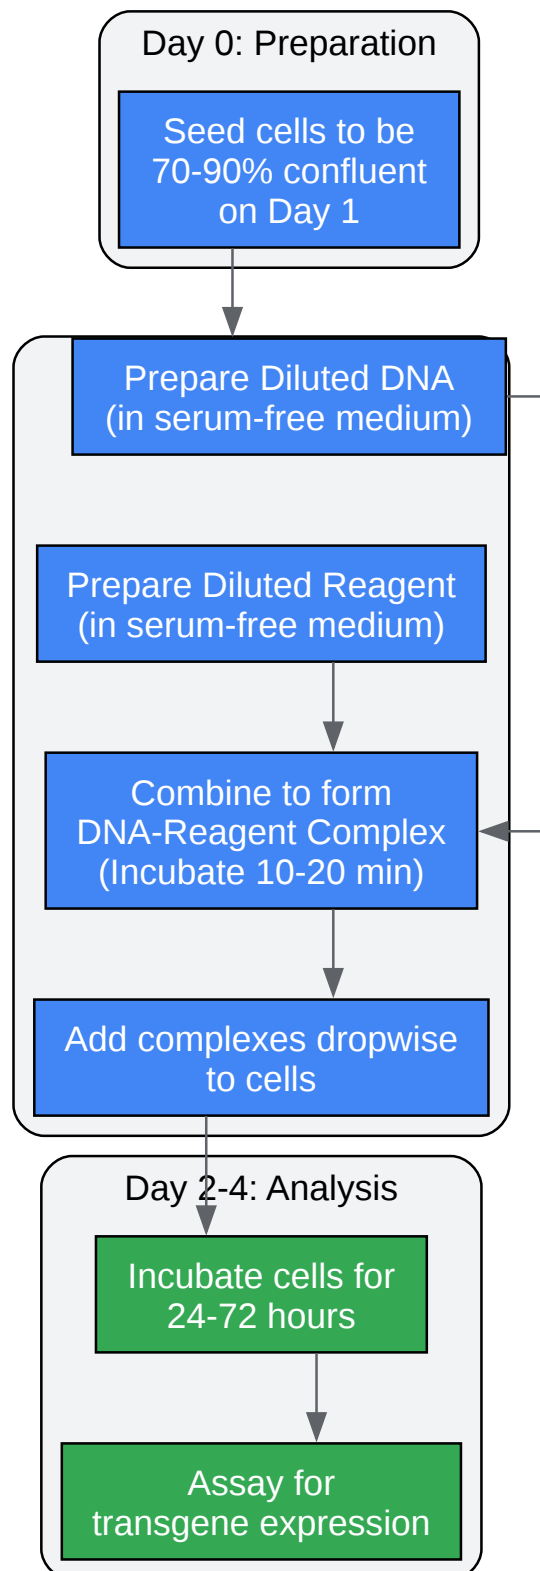 Day 0: Preparation
Seed cells to be
70-90% confluent
on Day 1
Prepare Diluted DNA
(in serum-free medium)
Prepare Diluted Reagent
(in serum-free medium)
Combine to form
DNA-Reagent Complex
(Incubate 10-20 min)
Add complexes dropwise
to cells
Day 2-4: Analysis
Incubate cells for
24-72 hours
Assay for
transgene expression